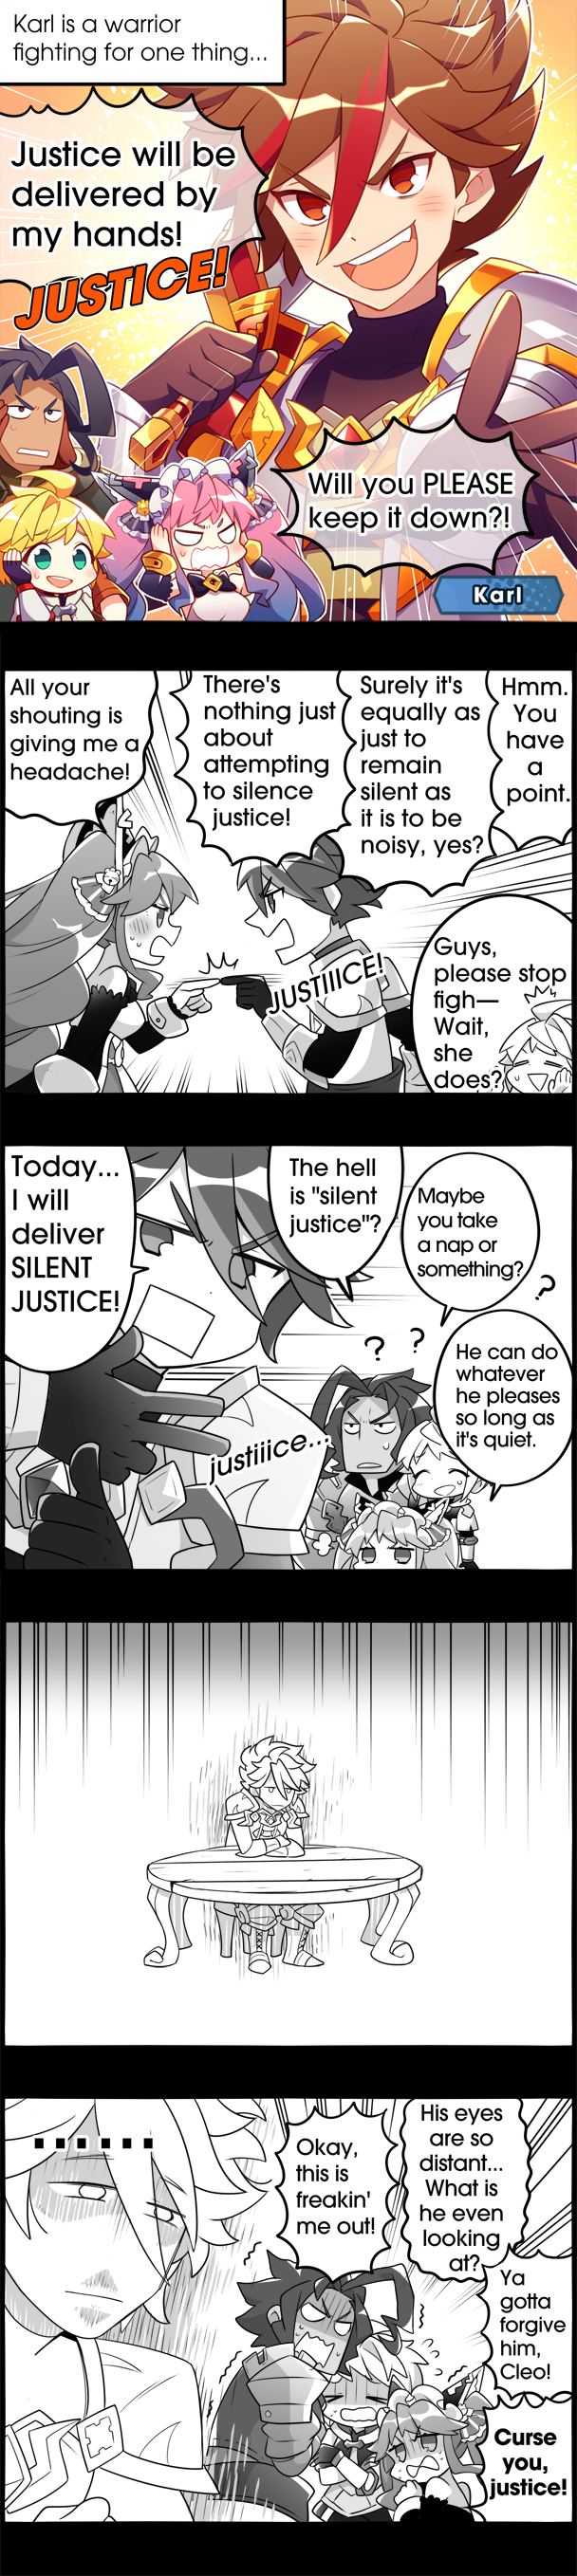 Karl is a warrior
fighting for one thing...
Justice will be
delivered by
my hands!
JUSTICE!
Will you PLEASE
keep it down?!
Karl
All your
shouting is
giving me a
headache!
There's
nothing just
about
attempting
to silence
justice!
Surely it's
equally as
just to
remain
silent as
it is to be
noisy, yes?
Hmm.
You
have
a
point.
JUSTIIICE!
Guys,
please stop
figh—
Wait,
she
does?
Today...
I will
deliver
SILENT
JUSTICE!
The hell
is "silent
justice"?
Maybe
you take
a nap or
something?
?
? ?
He can do
whatever
he pleases
so long as
it's quiet.
justiiice...
......
Okay,
this is
freakin'
me out!
His eyes
are so
distant...
What is
he even
looking
at?
Ya
gotta
forgive
him,
Cleo!
Curse
you,
justice!